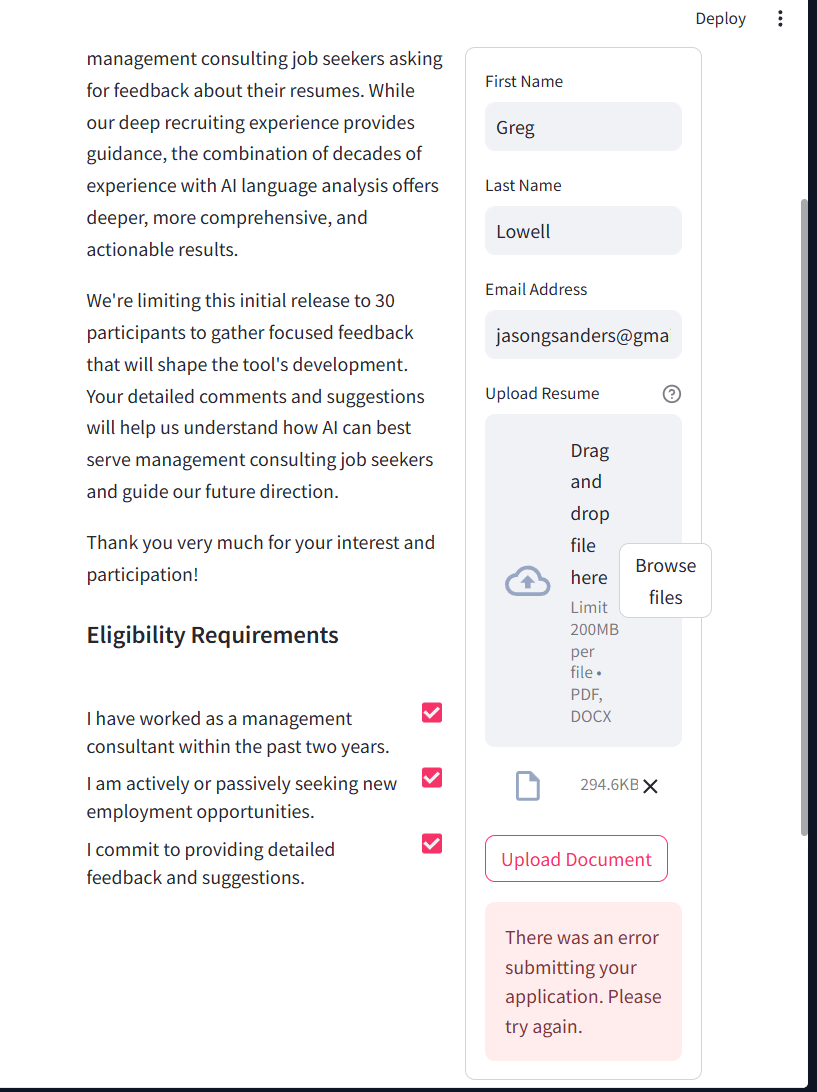 Deploy
management consulting job seekers asking
for feedback about their resumes. While
our deep recruiting experience provides
guidance, the combination of decades of
experience with AI language analysis offers
deeper, more comprehensive, and
actionable results.
We're limiting this initial release to 30
participants to gather focused feedback
that will shape the tool's development.
Your detailed comments and suggestions
will help us understand how AI can best
serve management consulting job seekers
and guide our future direction.
Thank you very much for your interest and
participation!
Eligibility Requirements
I have worked as a management
consultant within the past two years.
I am actively or passively seeking new
employment opportunities.
I commit to providing detailed
feedback and suggestions.
First Name
Greg
Last Name
Lowell
Email Address
jasongsanders@gma
Upload Resume
Drag
and
drop
file
here
Limit
200MB
per
file •
PDF,
DOCX
Browse
files
294.6KB
Upload Document
There was an error
submitting your
application. Please
try again.